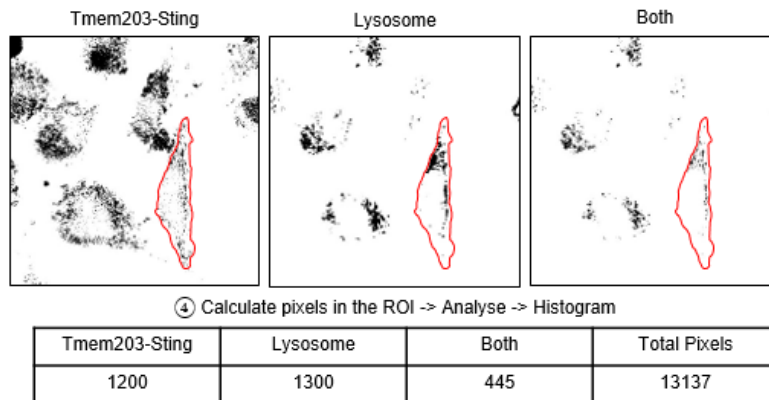 Tmem203-Sting Lysosome Both
④ Calculate pixels in the ROI -> Analyse -> Histogram
Tmem203-Sting Lysosome Both Total Pixels
1200 1300 445 13137